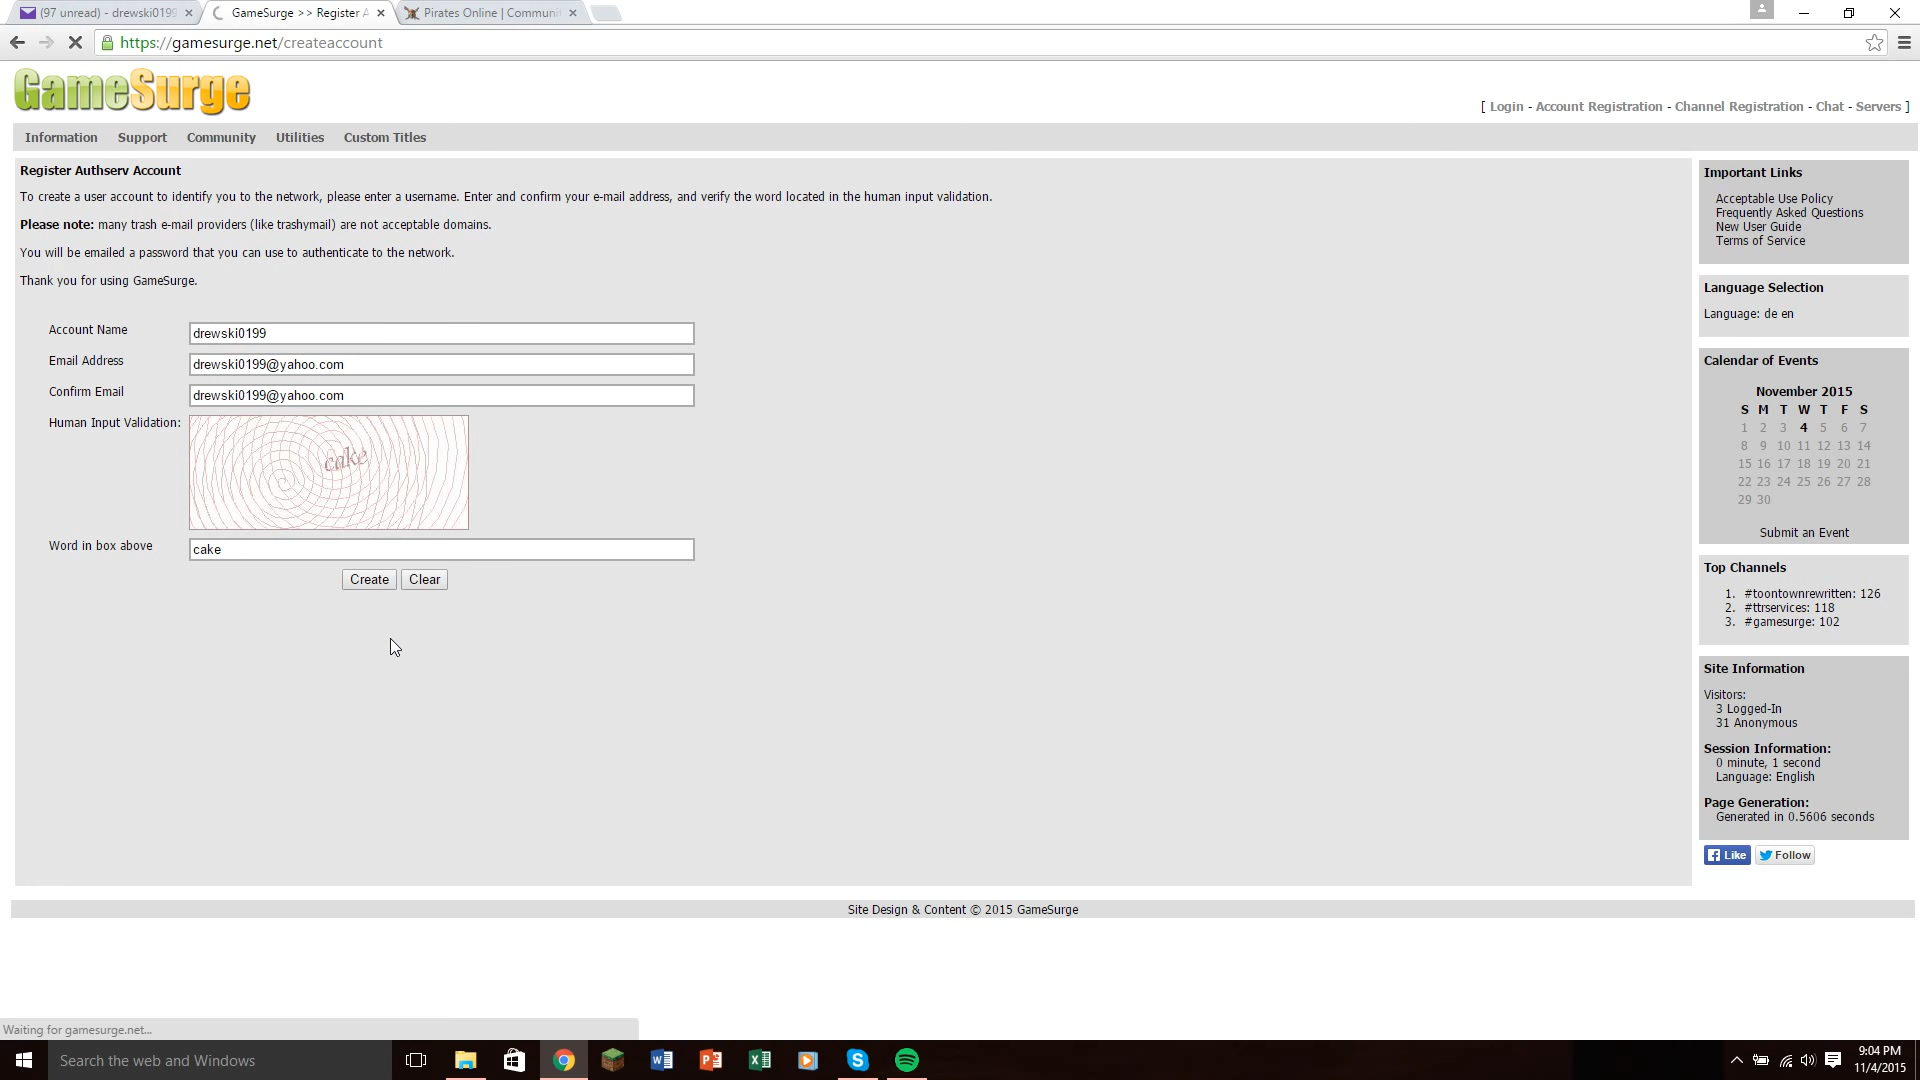 (97 unread) - drewski0199
GameSurge >> Register A
Pirates Online | Communi
https://gamesurge.net/createaccount
GameSurge
[ Login - Account Registration - Channel Registration - Chat - Servers ]
Information Support Community Utilities Custom Titles
Register Authserv Account
To create a user account to identify you to the network, please enter a username. Enter and confirm your e-mail address, and verify the word located in the human input validation.
Please note: many trash e-mail providers (like trashymail) are not acceptable domains.
You will be emailed a password that you can use to authenticate to the network.
Thank you for using GameSurge.
Account Name drewski0199
Email Address drewski0199@yahoo.com
Confirm Email drewski0199@yahoo.com
Human Input Validation:
cake
Word in box above cake
Create Clear
Important Links
Acceptable Use Policy
Frequently Asked Questions
New User Guide
Terms of Service
Language Selection
Language: de en
Calendar of Events
November 2015
S M T W T F S
1 2 3 4 5 6 7
8 9 10 11 12 13 14
15 16 17 18 19 20 21
22 23 24 25 26 27 28
29 30
Submit an Event
Top Channels
1. #toontownrewritten: 126
2. #ttrservices: 118
3. #gamesurge: 102
Site Information
Visitors:
3 Logged-In
31 Anonymous
Session Information:
0 minute, 1 second
Language: English
Page Generation:
Generated in 0.5606 seconds
Like Follow
Site Design & Content © 2015 GameSurge
Waiting for gamesurge.net...
Search the web and Windows
9:04 PM
11/4/2015